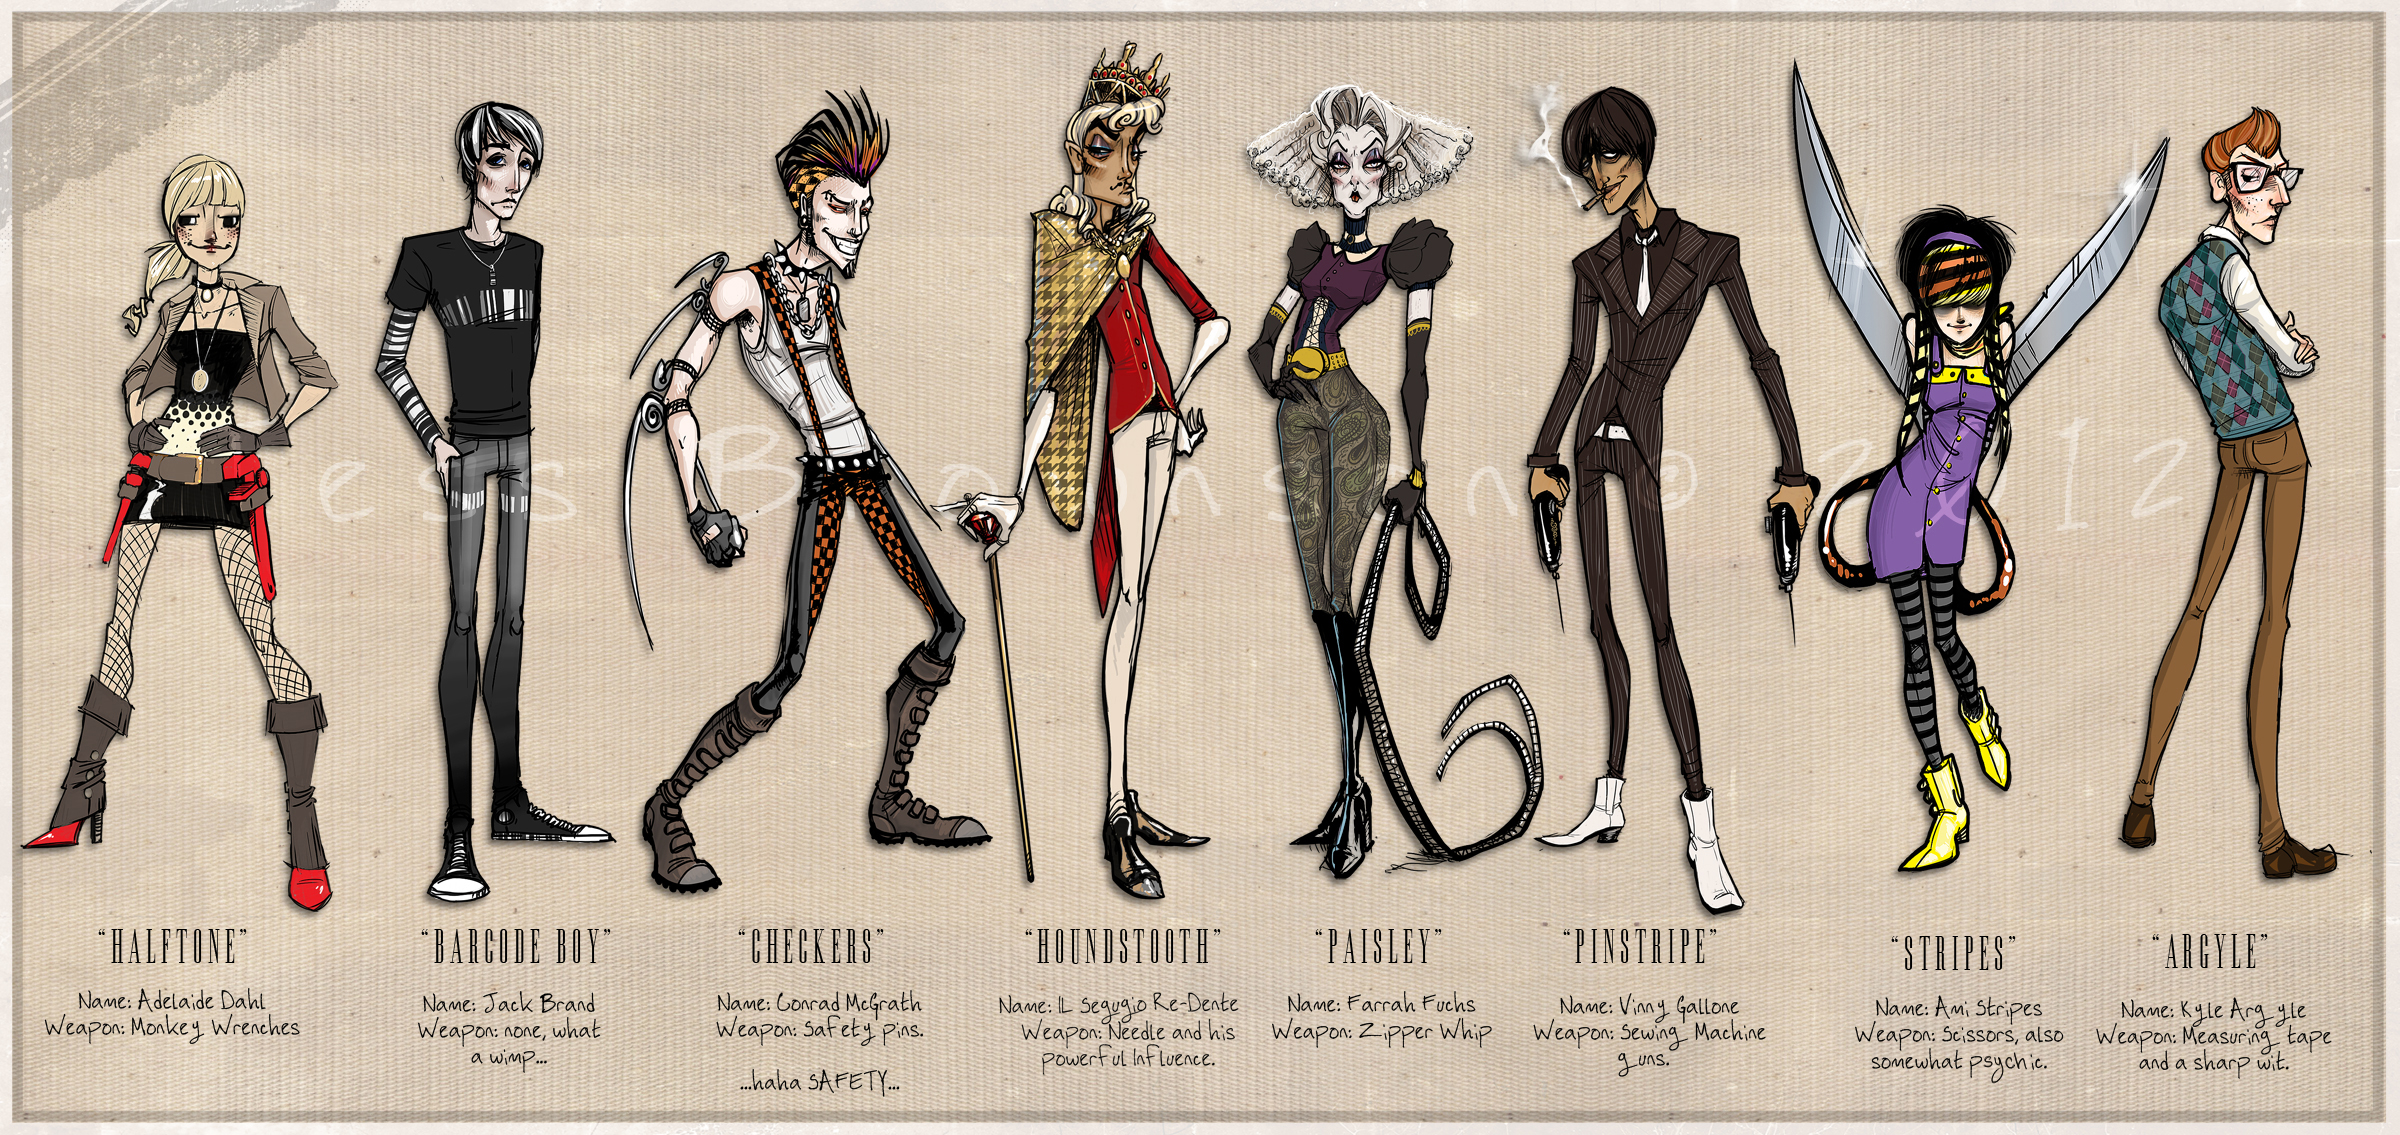 "HALFTONE"
Name: Adelaide Dahl
Weapon: Monkey Wrenches
"BARCODE BOY"
Name: Jack Brand
Weapon: none, what
a wimp...
"CHECKERS"
Name: Conrad McGrath
Weapon: Safety pins.
...haha SAFETY...
"HOUNDSTOOTH"
Name: IL Segugio Re-Dente
Weapon: Needle and his
powerful Influence.
"PAISLEY"
Name: Farrah Fuchs
Weapon: Zipper Whip
"PINSTRIPE"
Name: Vinny Gallone
Weapon: Sewing Machine
guns.
"STRIPES"
Name: Ami Stripes
Weapon: Scissors, also
somewhat psychic.
"ARGYLE"
Name: Kyle Arg yle
Weapon: Measuring tape
and a sharp wit.
© 2012